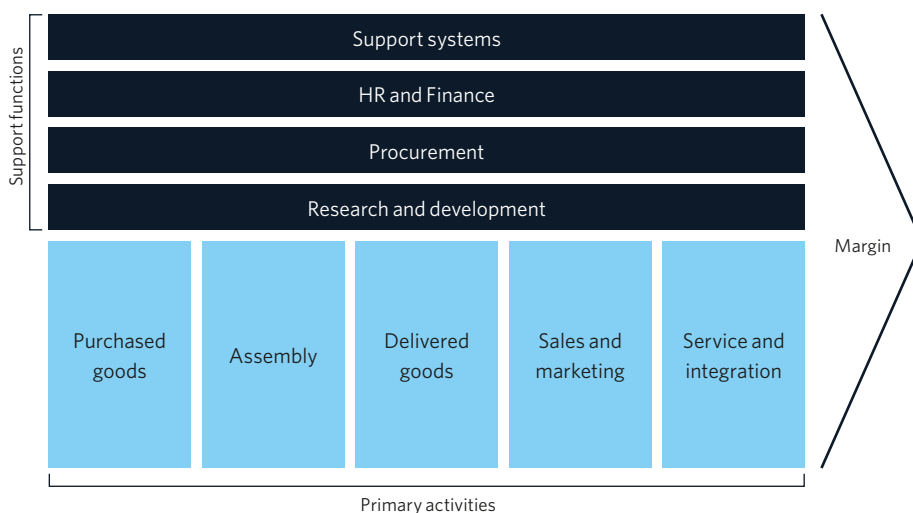 Support functions
Support systems
HR and Finance
Procurement
Research and development
Margin
Purchased
goods
Assembly
Delivered
goods
Sales and
marketing
Service and
integration
Primary activities